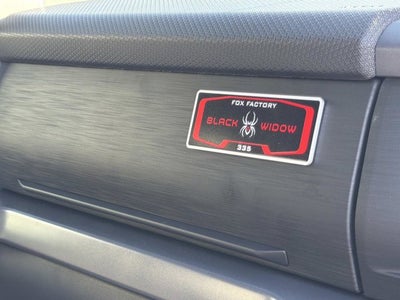 FOX FACTORY
BLACK WIDOW
335